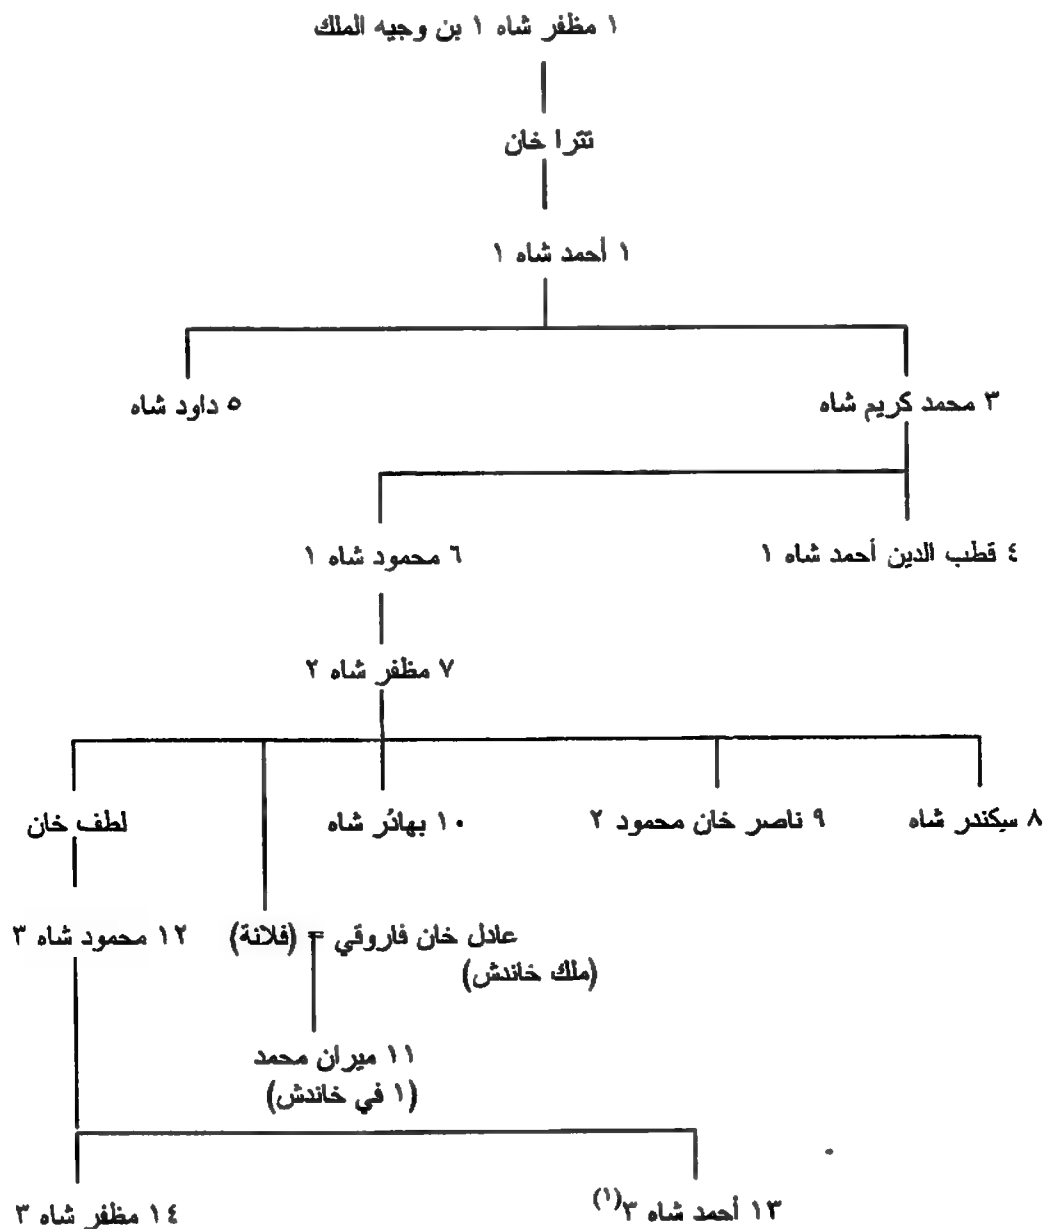 ١ مظفر شاه ١ بن وجيه الملك
تترا خان
١ أحمد شاه ١
٣ محمد كريم شاه
٥ داود شاه
٤ قطب الدين أحمد شاه ١
٦ محمود شاه ١
٧ مظفر شاه ٢
٨ سيكندر شاه
٩ ناصر خان محمود ٢
١٠ بهائر شاه
لطف خان
عادل خان فاروقي = (فلانة)
(ملك خاندش)
١٢ محمود شاه ٣
١١ ميران محمد
(١ في خاندش)
١٣ أحمد شاه ٣(١)
١٤ مظفر شاه ٣